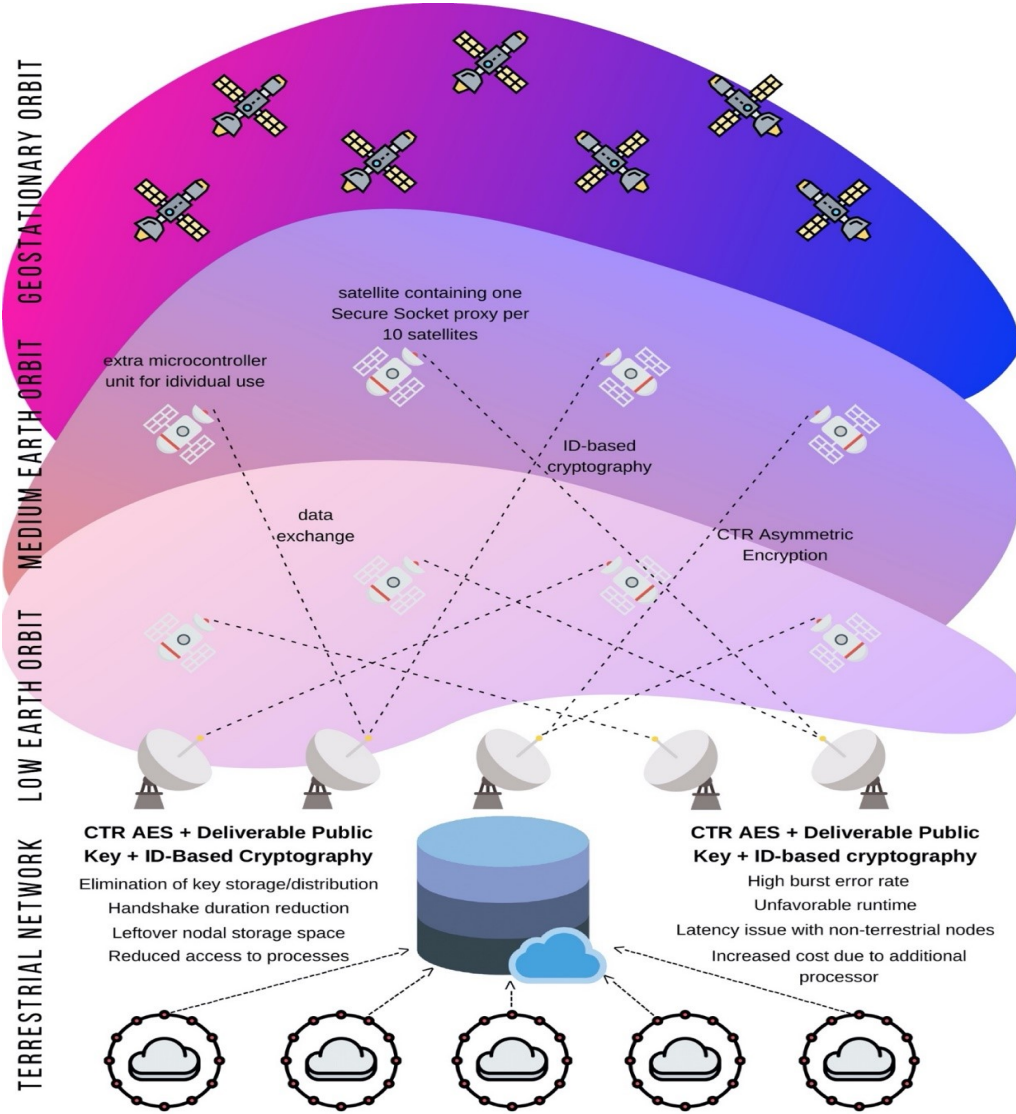 GEOSTATIONARY ORBIT
MEDIUM EARTH ORBIT
LOW EARTH ORBIT
TERRESTRIAL NETWORK
satellite containing one
Secure Socket proxy per
10 satellites
extra microcontroller
unit for idividual use
ID-based
cryptography
data
exchange
CTR Asymmetric
Encryption
CTR AES + Deliverable Public
Key + ID-Based Cryptography
Elimination of key storage/distribution
Handshake duration reduction
Leftover nodal storage space
Reduced access to processes
CTR AES + Deliverable Public
Key + ID-based cryptography
High burst error rate
Unfavorable runtime
Latency issue with non-terrestrial nodes
Increased cost due to additional
processor